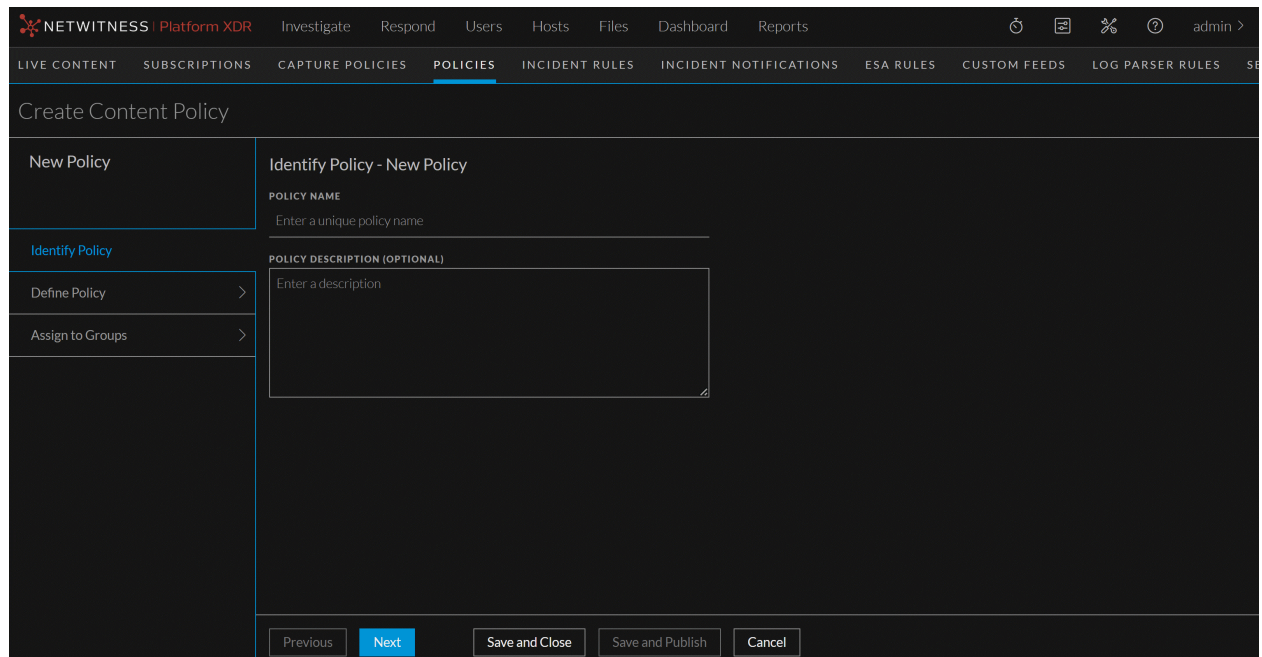 NETWITNESS Platform XDR Investigate Respond Users Hosts Files Dashboard Reports admin >
LIVE CONTENT SUBSCRIPTIONS CAPTURE POLICIES POLICIES INCIDENT RULES INCIDENT NOTIFICATIONS ESA RULES CUSTOM FEEDS LOG PARSER RULES SE
Create Content Policy
New Policy
Identify Policy
Define Policy
Assign to Groups
Identify Policy - New Policy
POLICY NAME
Enter a unique policy name
POLICY DESCRIPTION (OPTIONAL)
Enter a description
Previous Next Save and Close Save and Publish Cancel